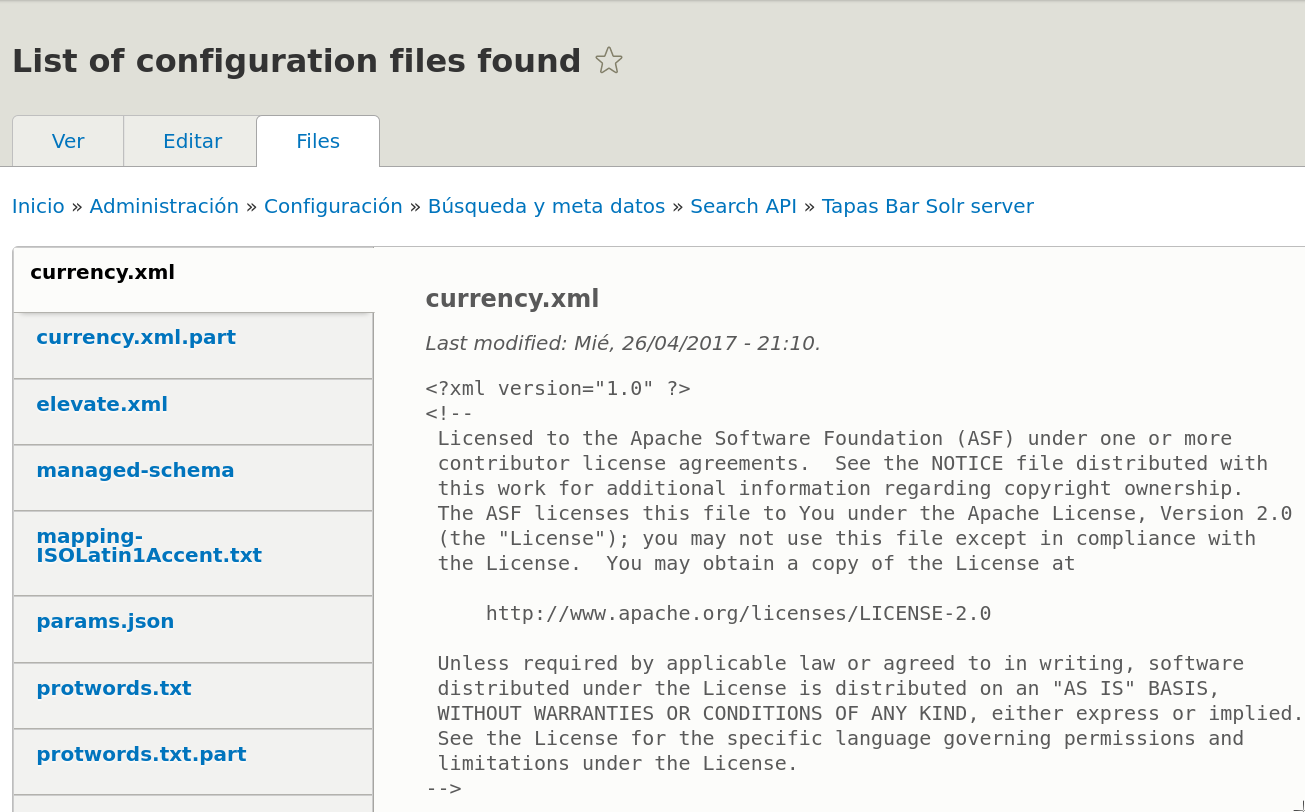 List of configuration files found
Ver Editar Files
Inicio » Administración » Configuración » Búsqueda y meta datos » Search API » Tapas Bar Solr server
currency.xml
currency.xml.part
elevate.xml
managed-schema
mapping-
ISOLatin1Accent.txt
params.json
protwords.txt
protwords.txt.part
currency.xml
Last modified: Mié, 26/04/2017 - 21:10.
<?xml version="1.0" ?>
<!--
 Licensed to the Apache Software Foundation (ASF) under one or more
 contributor license agreements.  See the NOTICE file distributed with
 this work for additional information regarding copyright ownership.
 The ASF licenses this file to You under the Apache License, Version 2.0
 (the "License"); you may not use this file except in compliance with
 the License.  You may obtain a copy of the License at
     http://www.apache.org/licenses/LICENSE-2.0
 Unless required by applicable law or agreed to in writing, software
 distributed under the License is distributed on an "AS IS" BASIS,
 WITHOUT WARRANTIES OR CONDITIONS OF ANY KIND, either express or implied.
 See the License for the specific language governing permissions and
 limitations under the License.
-->